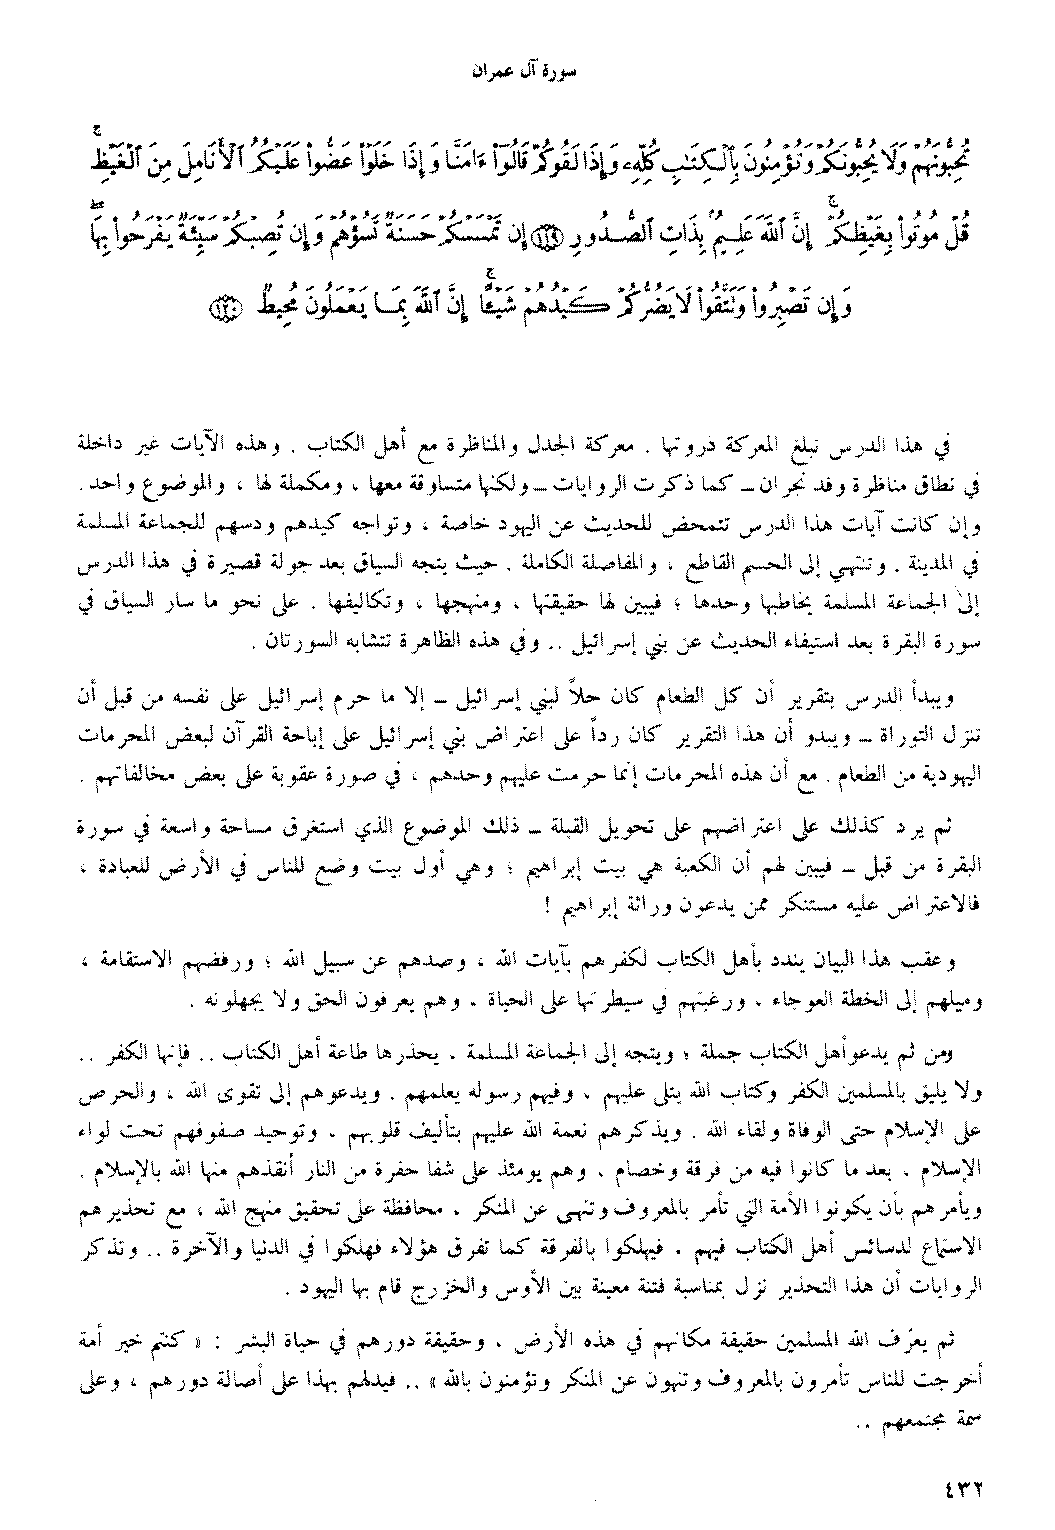 سورة آل عمران
تُحِبُّونَهُمْ وَلَا يُحِبُّونَكُمْ وَتُؤْمِنُونَ بِٱلْكِتَٰبِ كُلِّهِۦ وَإِذَا لَقُوكُمْ قَالُوٓا۟ ءَامَنَّا وَإِذَا خَلَوْا۟ عَضُّوا۟ عَلَيْكُمُ ٱلْأَنَامِلَ مِنَ ٱلْغَيْظِ ۚ
قُلْ مُوتُوا۟ بِغَيْظِكُمْ ۗ إِنَّ ٱللَّهَ عَلِيمٌۢ بِذَاتِ ٱلصُّدُورِ ﴿١١٩﴾ إِن تَمْسَسْكُمْ حَسَنَةٌ تَسُؤْهُمْ وَإِن تُصِبْكُمْ سَيِّئَةٌ يَفْرَحُوا۟ بِهَا ۖ
وَإِن تَصْبِرُوا۟ وَتَتَّقُوا۟ لَا يَضُرُّكُمْ كَيْدُهُمْ شَيْـًٔا ۗ إِنَّ ٱللَّهَ بِمَا يَعْمَلُونَ مُحِيطٌ ﴿١٢٠﴾
في هذا الدرس تبلغ المعركة ذروتها . معركة الجدل والمناظرة مع أهل الكتاب . وهذه الآيات غير داخلة
في نطاق مناظرة وفد نجران – كما ذكرت الروايات – ولكنها متساوقة معها ، ومكملة لها ، والموضوع واحد .
وإن كانت آيات هذا الدرس تتمحض للحديث عن اليهود خاصة ، وتواجه كيدهم ودسهم للجماعة المسلمة
في المدينة . وتنتهي إلى الحسم القاطع ، والمفاصلة الكاملة . حيث يتجه السياق بعد جولة قصيرة في هذا الدرس
إلى الجماعة المسلمة يخاطبها وحدها ؛ فيبين لها حقيقتها ، ومنهجها ، وتكاليفها . على نحو ما سار السياق في
سورة البقرة بعد استيفاء الحديث عن بني إسرائيل .. وفي هذه الظاهرة تتشابه السورتان .
ويبدأ الدرس بتقرير أن كل الطعام كان حلاً لبني إسرائيل – إلا ما حرم إسرائيل على نفسه من قبل أن
تنزل التوراة – ويبدو أن هذا التقرير كان رداً على اعتراض بني إسرائيل على إباحة القرآن لبعض المحرمات
اليهودية من الطعام . مع أن هذه المحرمات إنما حرمت عليهم وحدهم ، في صورة عقوبة على بعض مخالفاتهم .
ثم يرد كذلك على اعتراضهم على تحويل القبلة – ذلك الموضوع الذي استغرق مساحة واسعة في سورة
البقرة من قبل – فيبين لهم أن الكعبة هي بيت إبراهيم ؛ وهي أول بيت وضع للناس في الأرض للعبادة ،
فالاعتراض عليه مستنكر ممن يدعون وراثة إبراهيم !
وعقب هذا البيان يندد بأهل الكتاب لكفرهم بآيات الله ، وصدهم عن سبيل الله ؛ ورفضهم الاستقامة ،
وميلهم إلى الخطة العوجاء ، ورغبتهم في سيطرتها على الحياة ، وهم يعرفون الحق ولا يجهلونه .
ومن ثم يدعو أهل الكتاب جملة ؛ ويتجه إلى الجماعة المسلمة ، يحذرها طاعة أهل الكتاب .. فإنها الكفر ..
ولا يليق بالمسلمين الكفر وكتاب الله يتلى عليهم ، وفيهم رسوله يعلمهم . ويدعوهم إلى تقوى الله ، والحرص
على الإسلام حتى الوفاة ولقاء الله . ويذكرهم نعمة الله عليهم بتأليف قلوبهم ، وتوحيد صفوفهم تحت لواء
الإسلام ، بعد ما كانوا فيه من فرقة وخصام ، وهم يومئذ على شفا حفرة من النار أنقذهم منها الله بالإسلام .
ويأمرهم بأن يكونوا الأمة التي تأمر بالمعروف وتنهى عن المنكر ، محافظة على تحقيق منهج الله ، مع تحذيرهم
الاستماع لدسائس أهل الكتاب فيهم ، فيهلكوا بالفرقة كما تفرق هؤلاء فهلكوا في الدنيا والآخرة .. وتذكر
الروايات أن هذا التحذير نزل بمناسبة فتنة معينة بين الأوس والخزرج قام بها اليهود .
ثم يعرّف الله المسلمين حقيقة مكانهم في هذه الأرض ، وحقيقة دورهم في حياة البشر : « كنتم خير أمة
أخرجت للناس تأمرون بالمعروف وتنهون عن المنكر وتؤمنون بالله » .. فيدلهم بهذا على أصالة دورهم ، وعلى
سمة مجتمعهم ..
٤٣٢